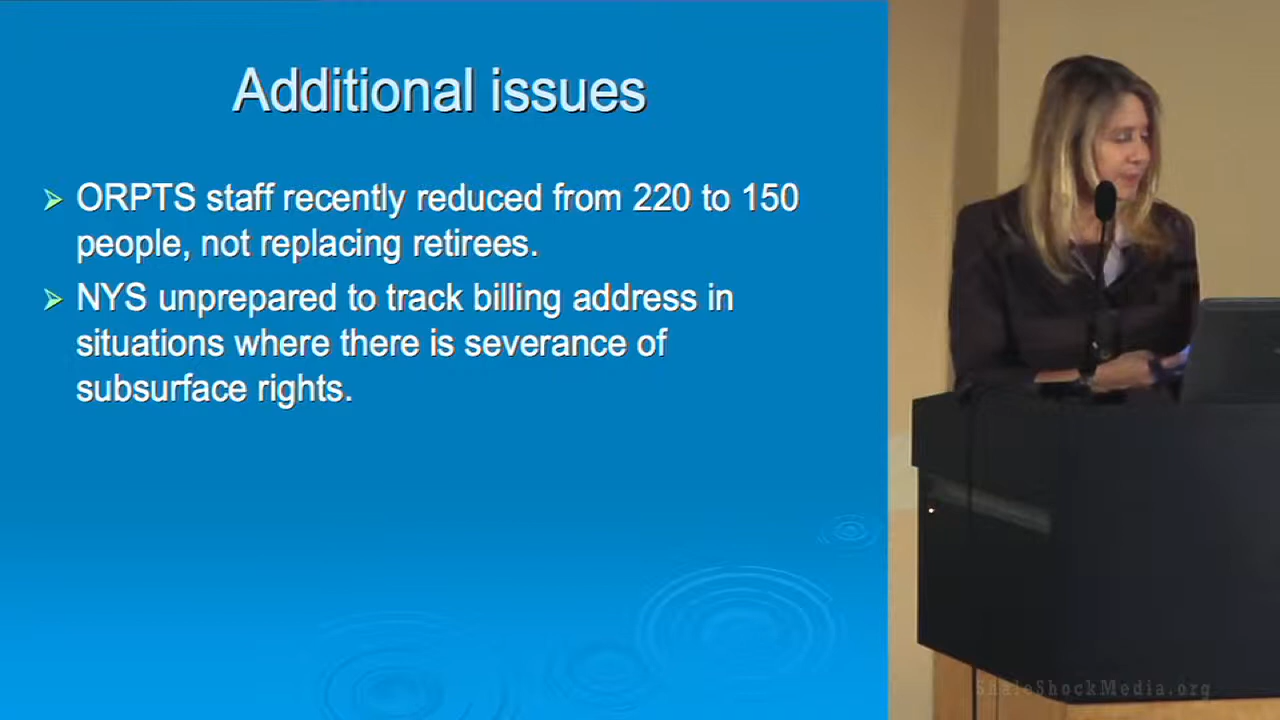 Additional issues
ORPTS staff recently reduced from 220 to 150
people, not replacing retirees.
NYS unprepared to track billing address in
situations where there is severance of
subsurface rights.
ShaleShockMedia.org